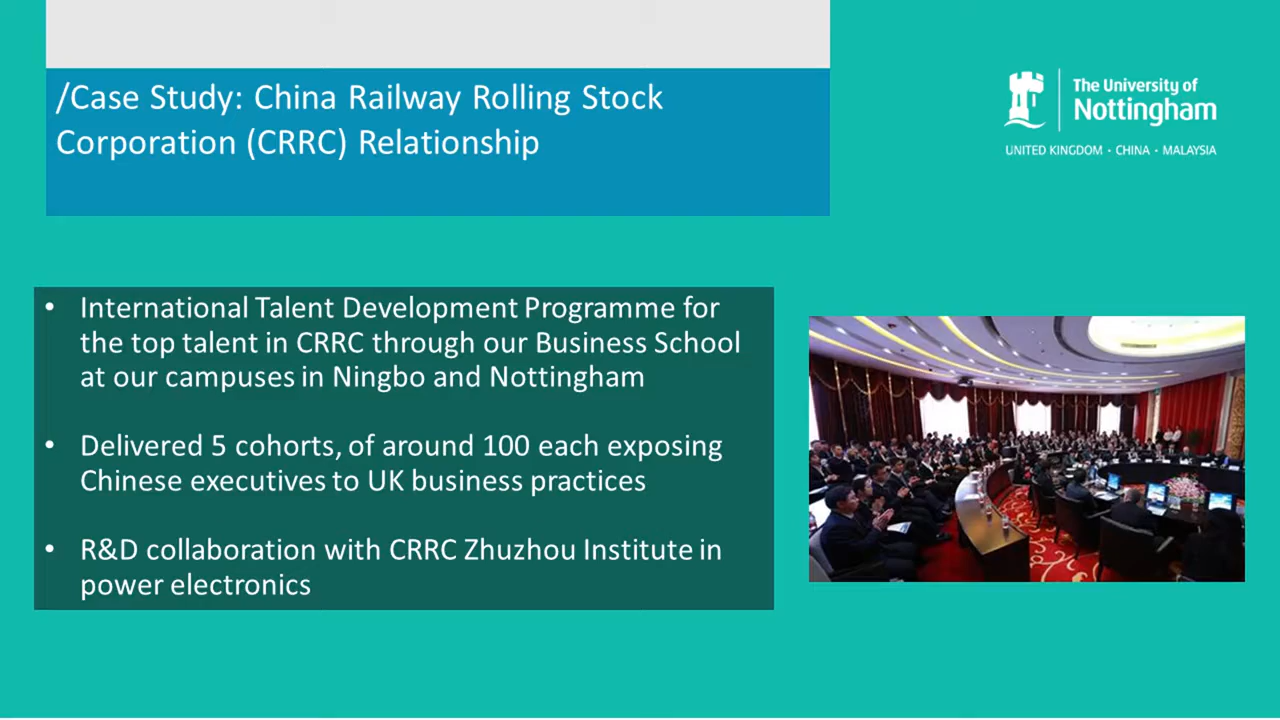 /Case Study: China Railway Rolling Stock
Corporation (CRRC) Relationship
The University of
Nottingham
UNITED KINGDOM · CHINA · MALAYSIA
• International Talent Development Programme for
the top talent in CRRC through our Business School
at our campuses in Ningbo and Nottingham
• Delivered 5 cohorts, of around 100 each exposing
Chinese executives to UK business practices
• R&D collaboration with CRRC Zhuzhou Institute in
power electronics